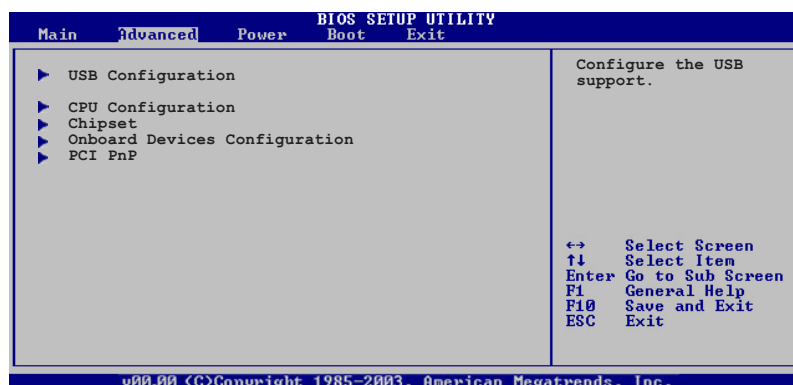 BIOS SETUP UTILITY
Main Advanced Power Boot Exit
USB Configuration
CPU Configuration
Chipset
Onboard Devices Configuration
PCI PnP
Configure the USB
support.
←→ Select Screen
↑↓ Select Item
Enter Go to Sub Screen
F1 General Help
F10 Save and Exit
ESC Exit
v00.00 (C)Copyright 1985-2003, American Megatrends, Inc.